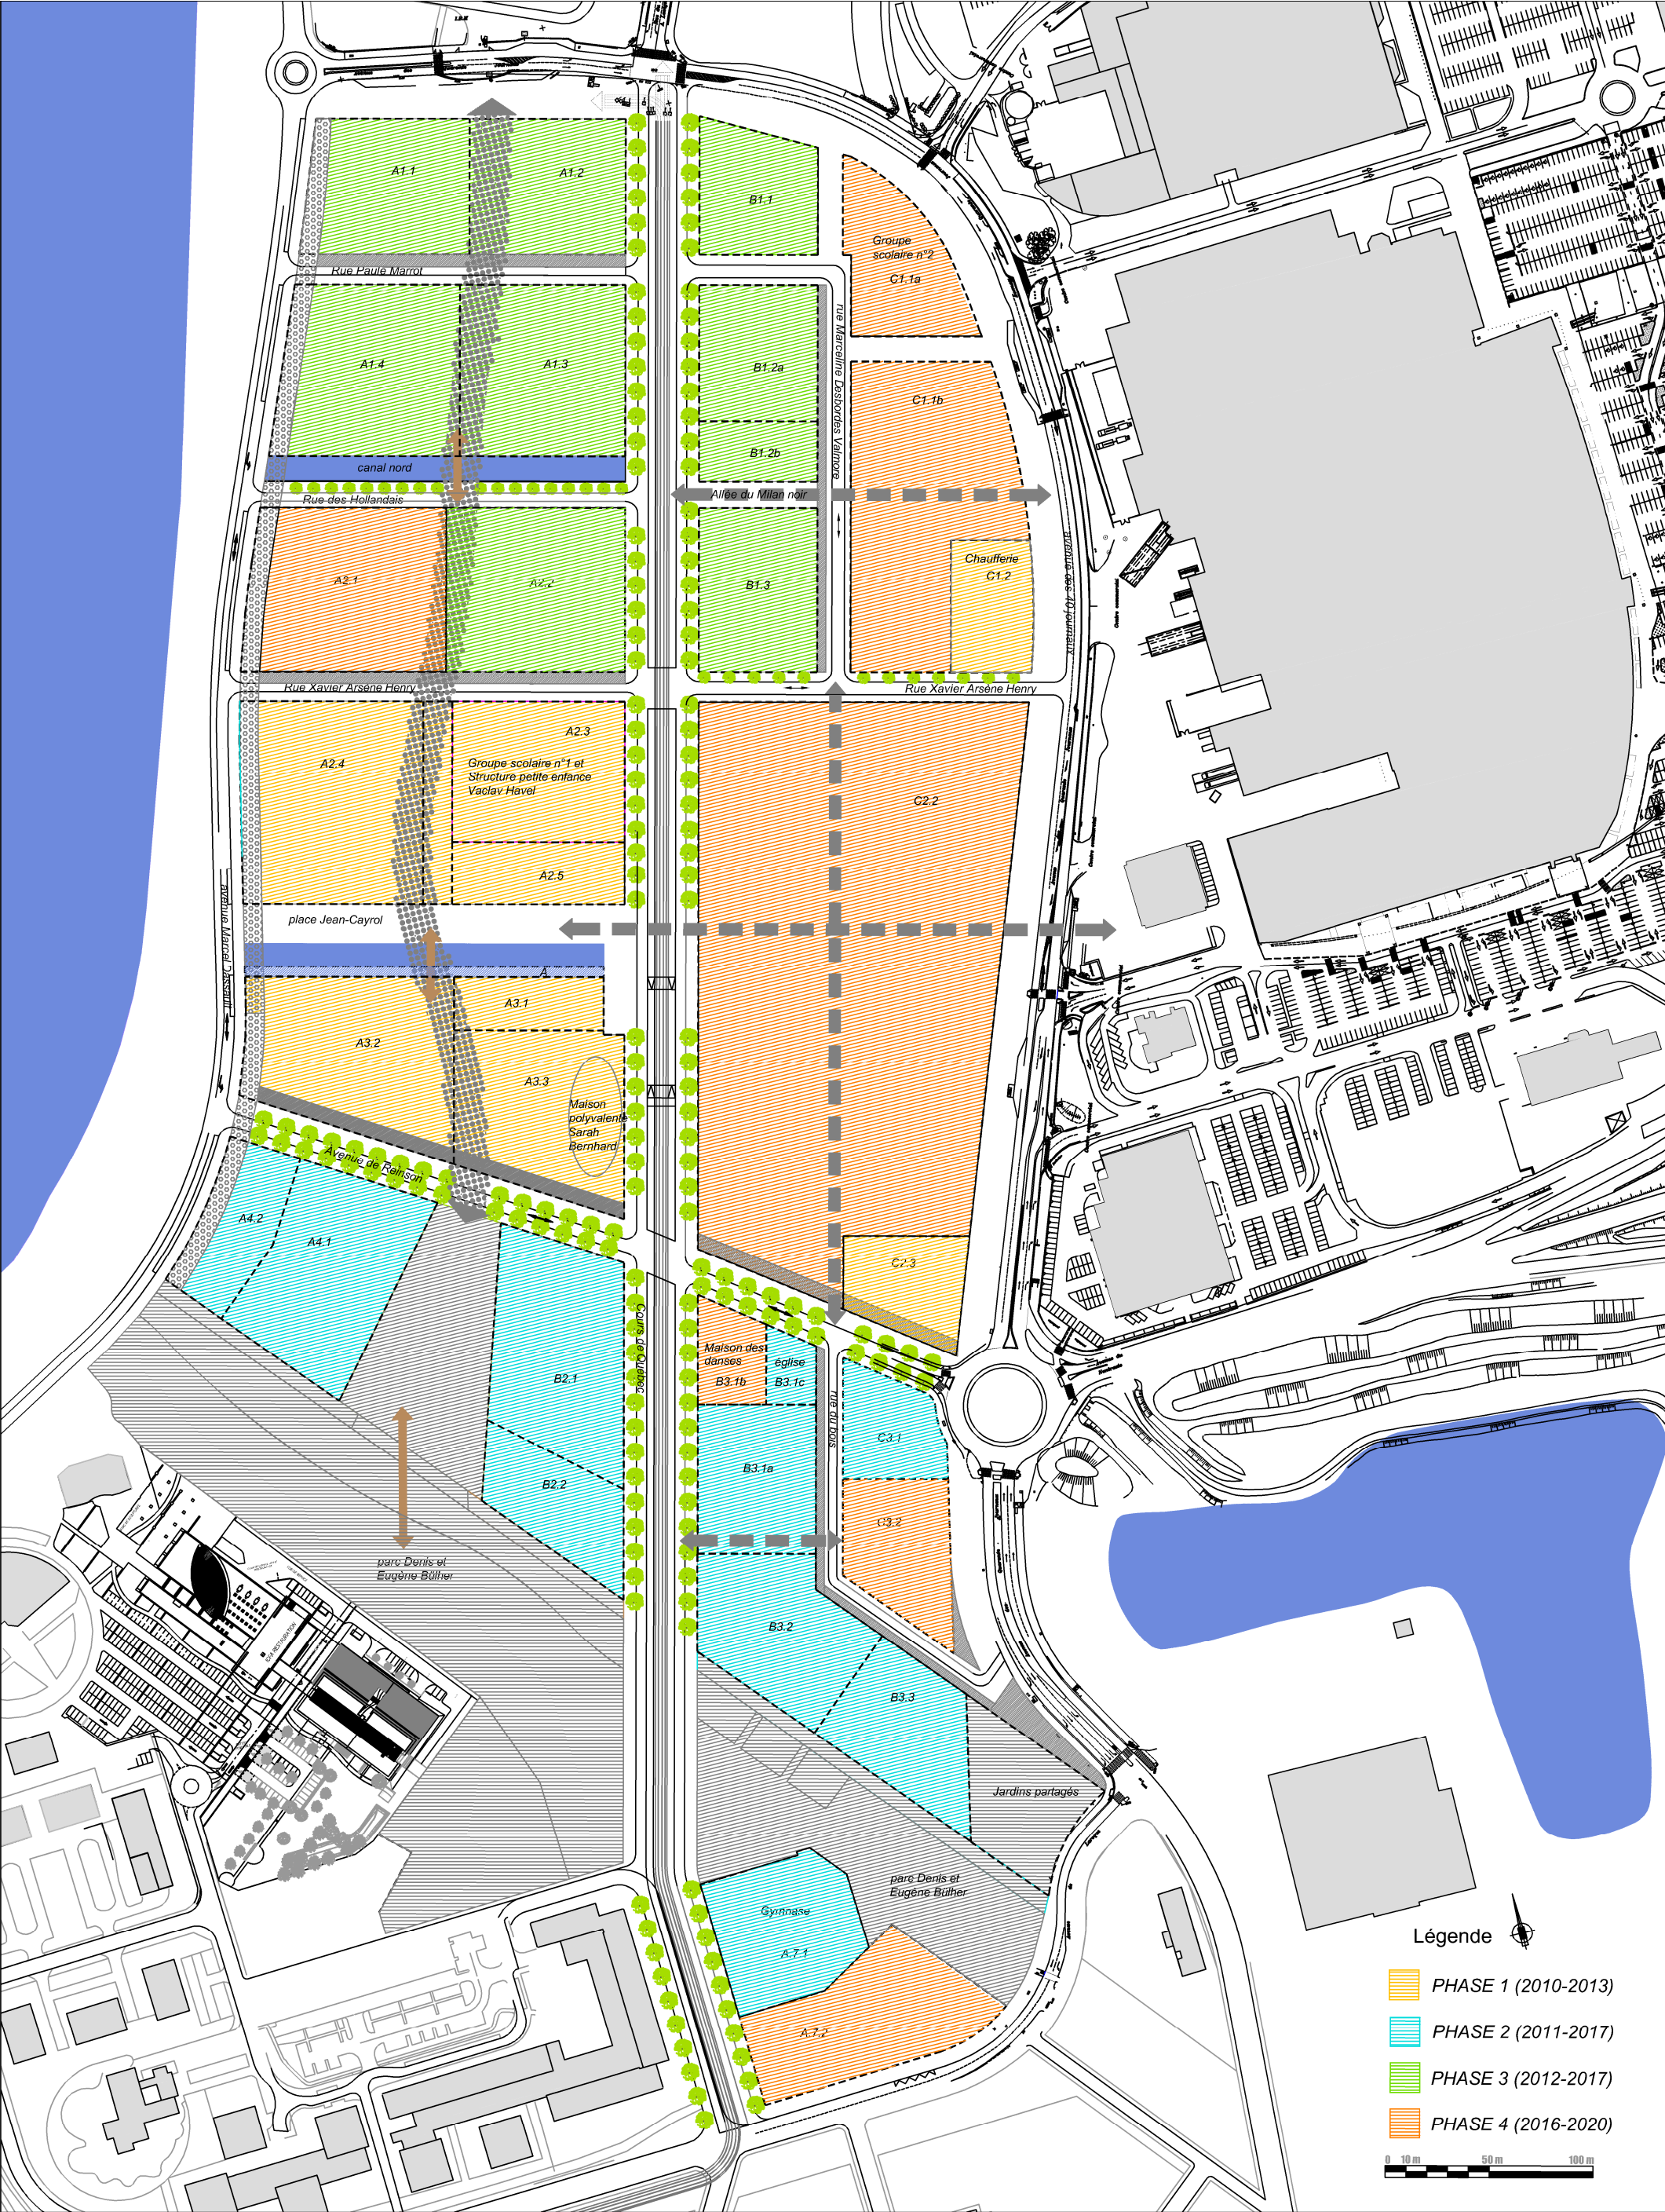 A1.1
A1.2
B1.1
Groupe
scolaire n°2
C1.1a
Rue Paule Marrot
A1.4
A1.3
B1.2a
rue Marceline Desbordes Valmore
C1.1b
B1.2b
canal nord
Rue des Hollandais
Allée du Milan noir
A2.1
A2.2
B1.3
Chaufferie
C1.2
avenue des 40 journaux
Centre commercial
Rue Xavier Arsène Henry
Rue Xavier Arsène Henry
A2.3
A2.4
Groupe scolaire n°1 et
Structure petite enfance
Vaclav Havel
C2.2
A2.5
place Jean-Cayrol
avenue Marcel Dassault
A
A3.1
A3.2
A3.3
Maison
polyvalente
Sarah
Bernhard
Avenue de Reinson
A4.2
A4.1
C2.3
Cours de Québec
Maison des
danses
B3.1b
église
B3.1c
B2.1
rue du bois
C3.1
B3.1a
B2.2
C3.2
parc Denis et
Eugène Bülher
B3.2
B3.3
Jardins partagés
parc Denis et
Eugène Bülher
Gymnase
A.7.1
A.7.2
Légende
PHASE 1 (2010-2013)
PHASE 2 (2011-2017)
PHASE 3 (2012-2017)
PHASE 4 (2016-2020)
0 10 m 50 m 100 m